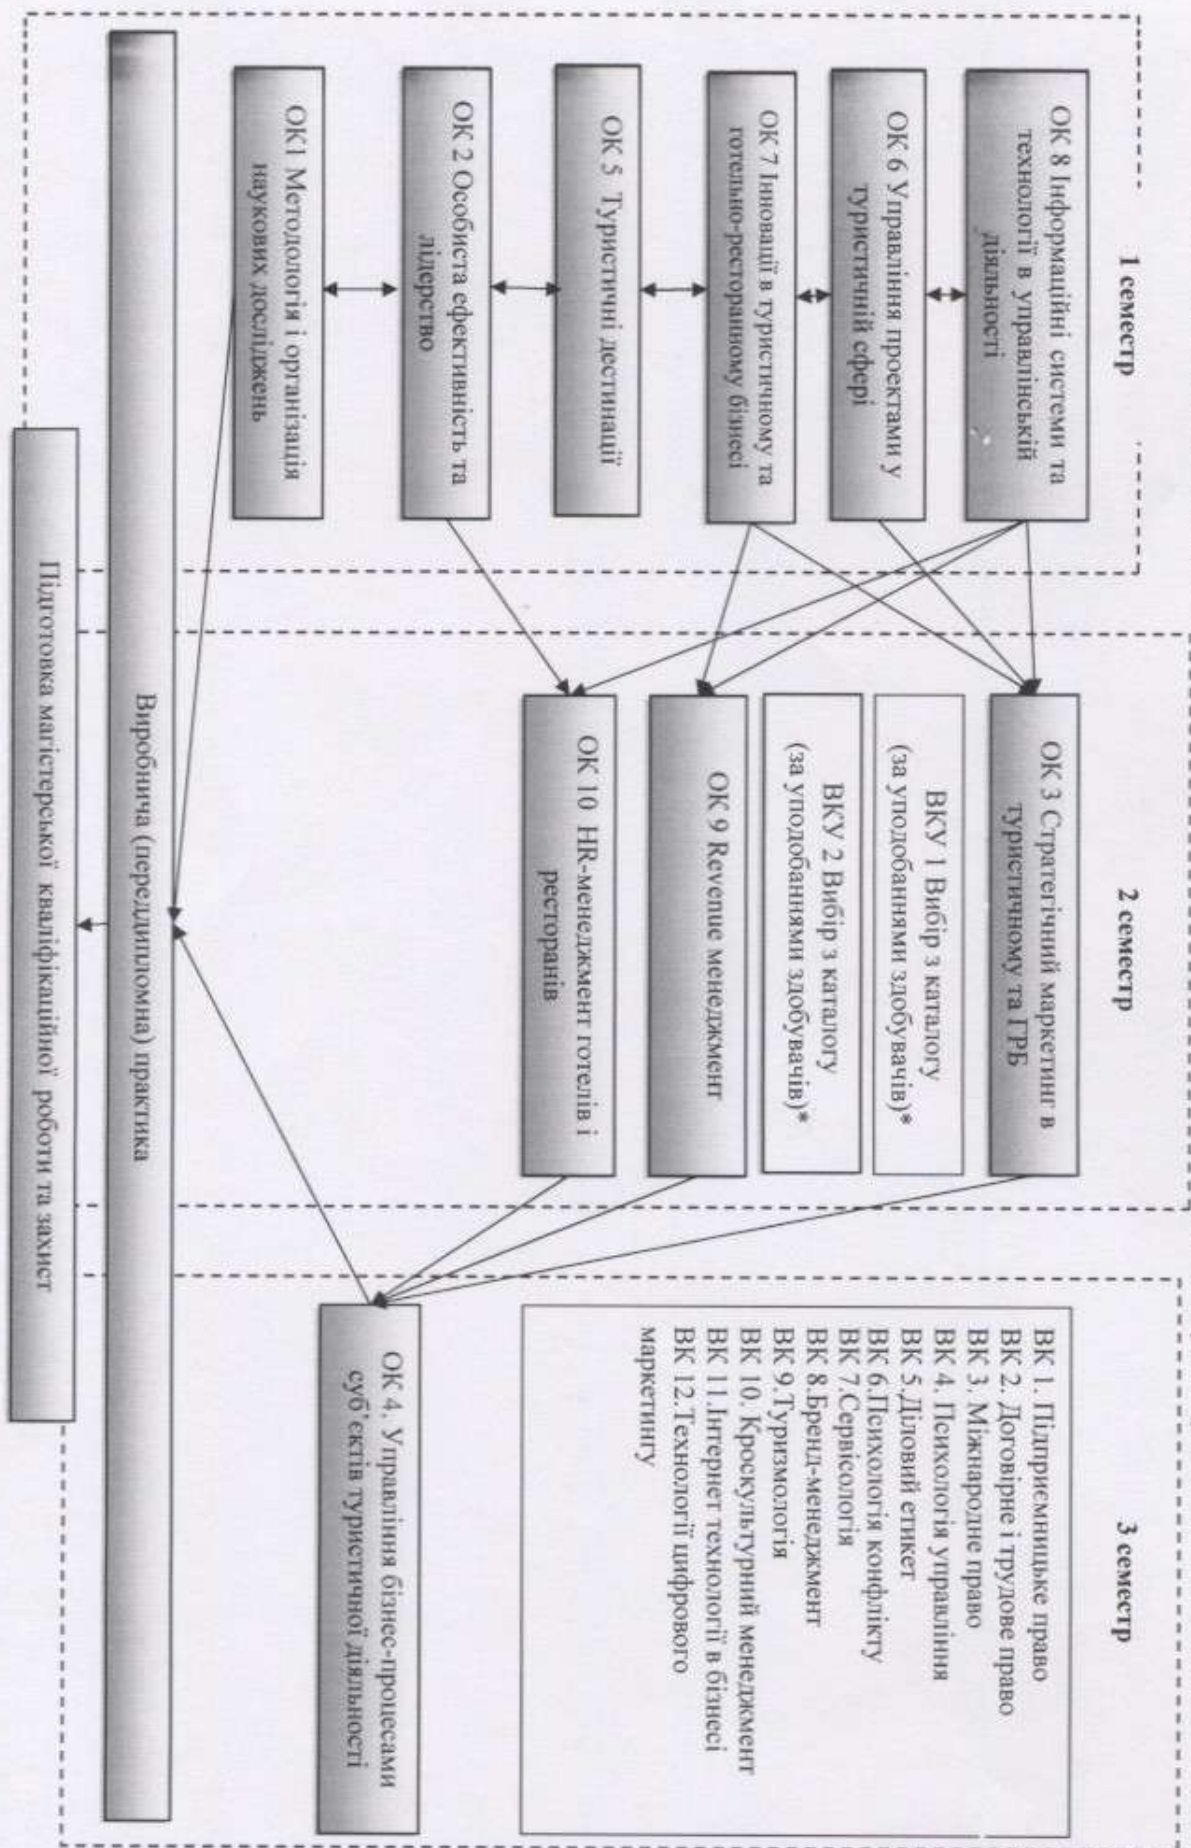 1 семестр
ОК 8 Інформаційні системи та
технології в управлінській
діяльності
ОК 6 Управління проектами у
туристичній сфері
ОК 7 Інновації в туристичному та
готельно-ресторанному бізнесі
ОК 5 Туристичні дестинації
ОК 2 Особиста ефективність та
лідерство
ОК1 Методологія і організація
наукових досліджень
2 семестр
ОК 3 Стратегічний маркетинг в
туристичному та ГРБ
ВКУ 1 Вибір з каталогу
(за уподобаннями здобувачів)*
ВКУ 2 Вибір з каталогу
(за уподобаннями здобувачів)*
ОК 9 Revenue менеджмент
ОК 10 HR-менеджмент готелів і
ресторанів
3 семестр
ВК 1. Підприємницьке право
ВК 2. Договірне і трудове право
ВК 3. Міжнародне право
ВК 4. Психологія управління
ВК 5.Діловий етикет
ВК 6.Психологія конфлікту
ВК 7.Сервісологія
ВК 8.Бренд-менеджмент
ВК 9.Туризмологія
ВК 10. Кроскультурний менеджмент
ВК 11.Інтернет технології в бізнесі
ВК 12.Технології цифрового
маркетингу
ОК 4. Управління бізнес-процесами
суб'єктів туристичної діяльності
Виробнича (переддипломна) практика
Підготовка магістерської кваліфікаційної роботи та захист